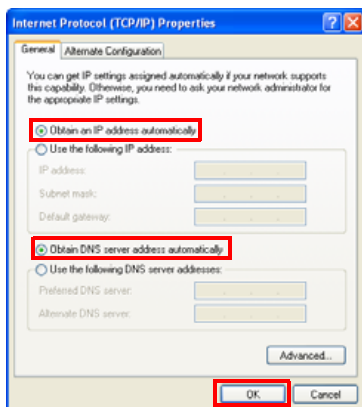 Internet Protocol (TCP/IP) Properties
General
Alternate Configuration
You can get IP settings assigned automatically if your network supports
this capability. Otherwise, you need to ask your network administrator for
the appropriate IP settings.
Obtain an IP address automatically
Use the following IP address:
IP address:
Subnet mask:
Default gateway:
Obtain DNS server address automatically
Use the following DNS server addresses:
Preferred DNS server:
Alternate DNS server:
Advanced...
OK
Cancel